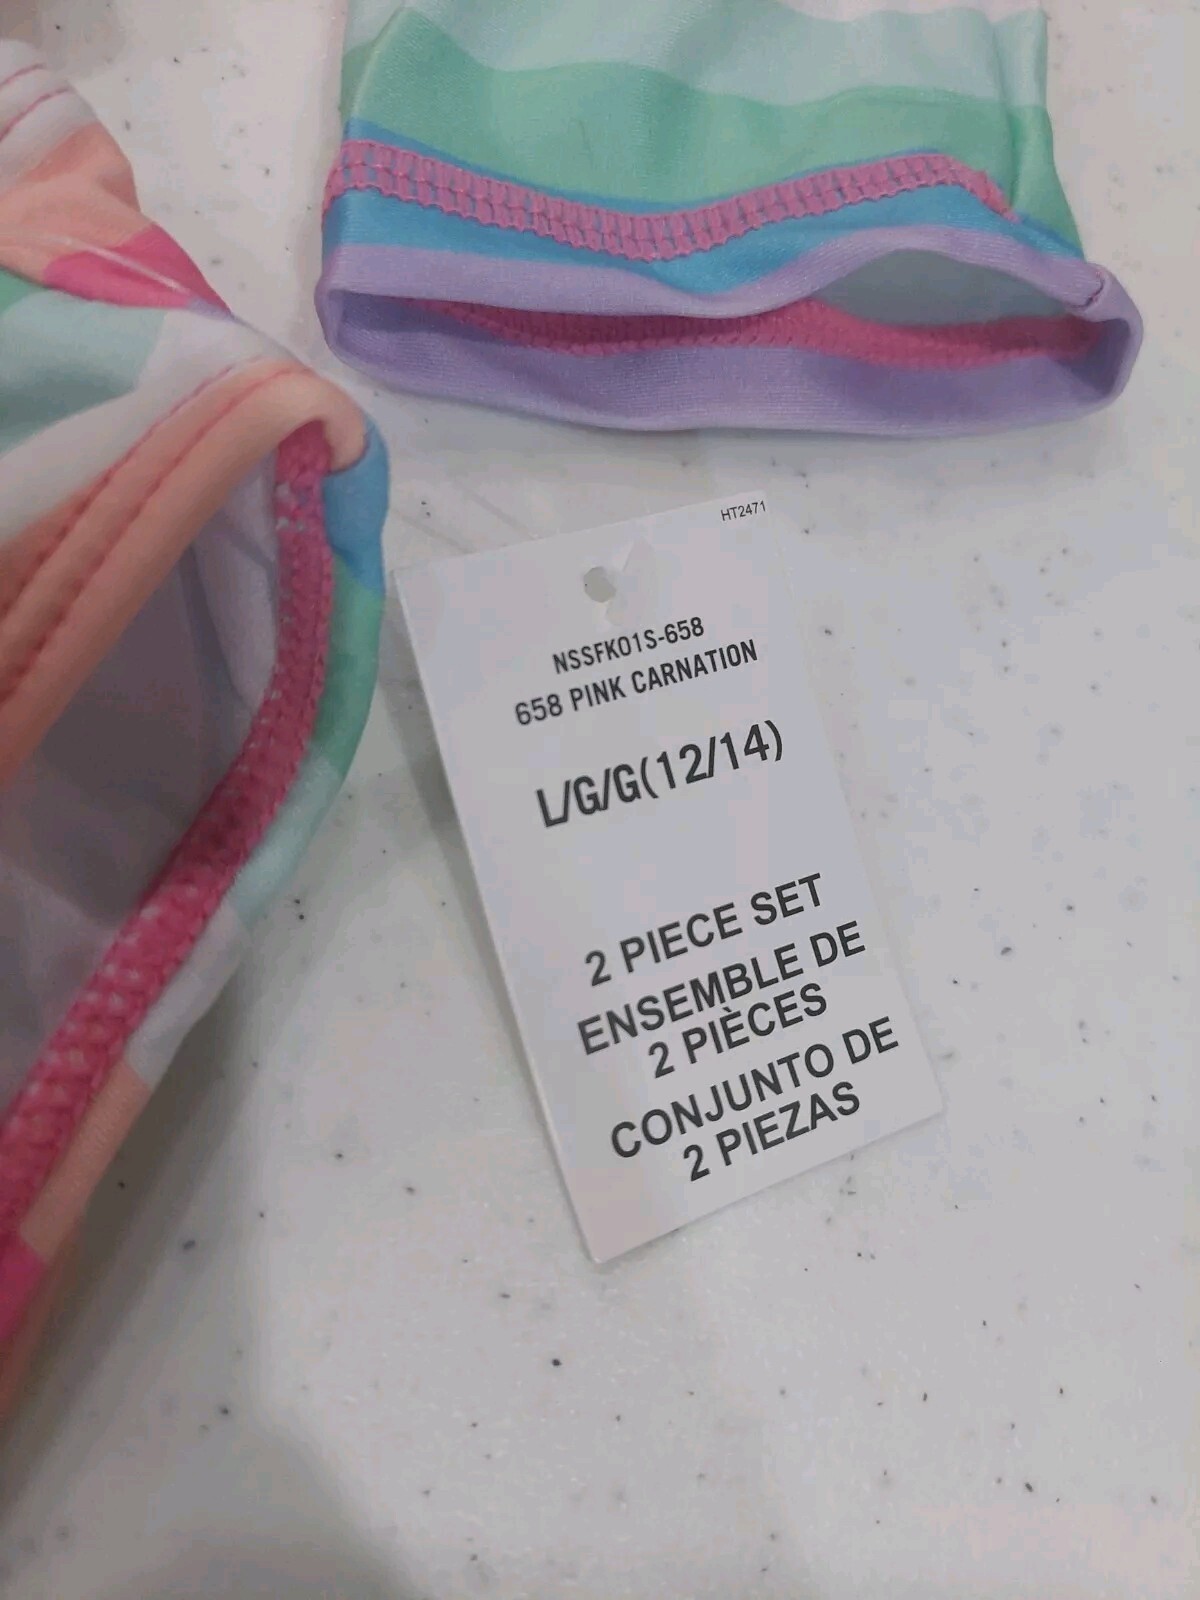 HT2471
NSSFK01S-658
658 PINK CARNATION
L/G/G(12/14)
2 PIECE SET
ENSEMBLE DE
2 PIÈCES
CONJUNTO DE
2 PIEZAS